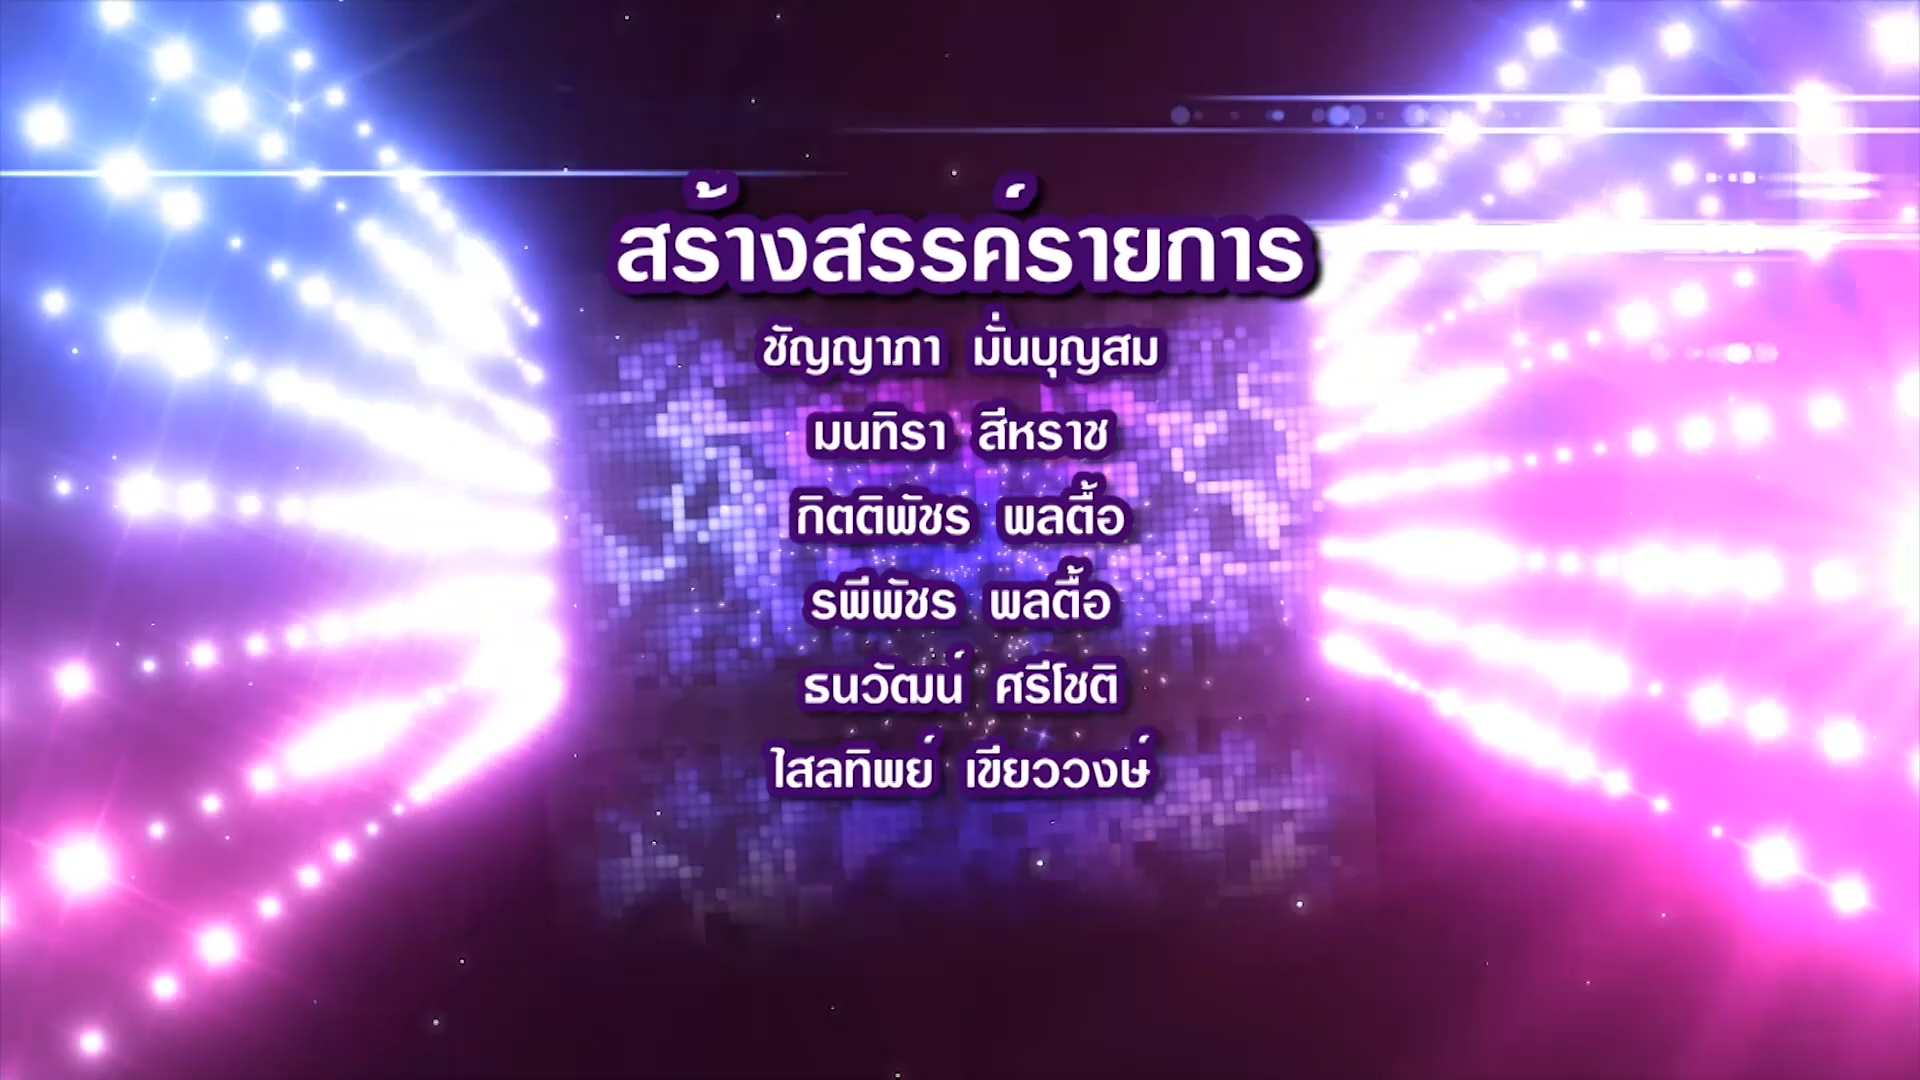 สร้างสรรค์รายการ
ชัญญาภา มั่นบุญสม
มนทิรา สีหราช
กิตติพัชร พลตื้อ
รพีพัชร พลตื้อ
ธนวัฒน์ ศรีโชติ
ไสลทิพย์ เขียววงษ์